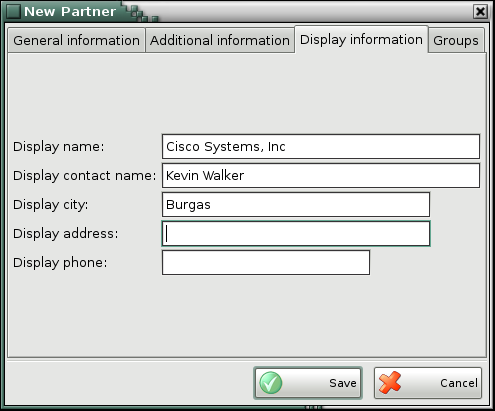 New Partner
General information Additional information Display information Groups
Display name: Cisco Systems, Inc
Display contact name: Kevin Walker
Display city: Burgas
Display address:
Display phone:
Save Cancel